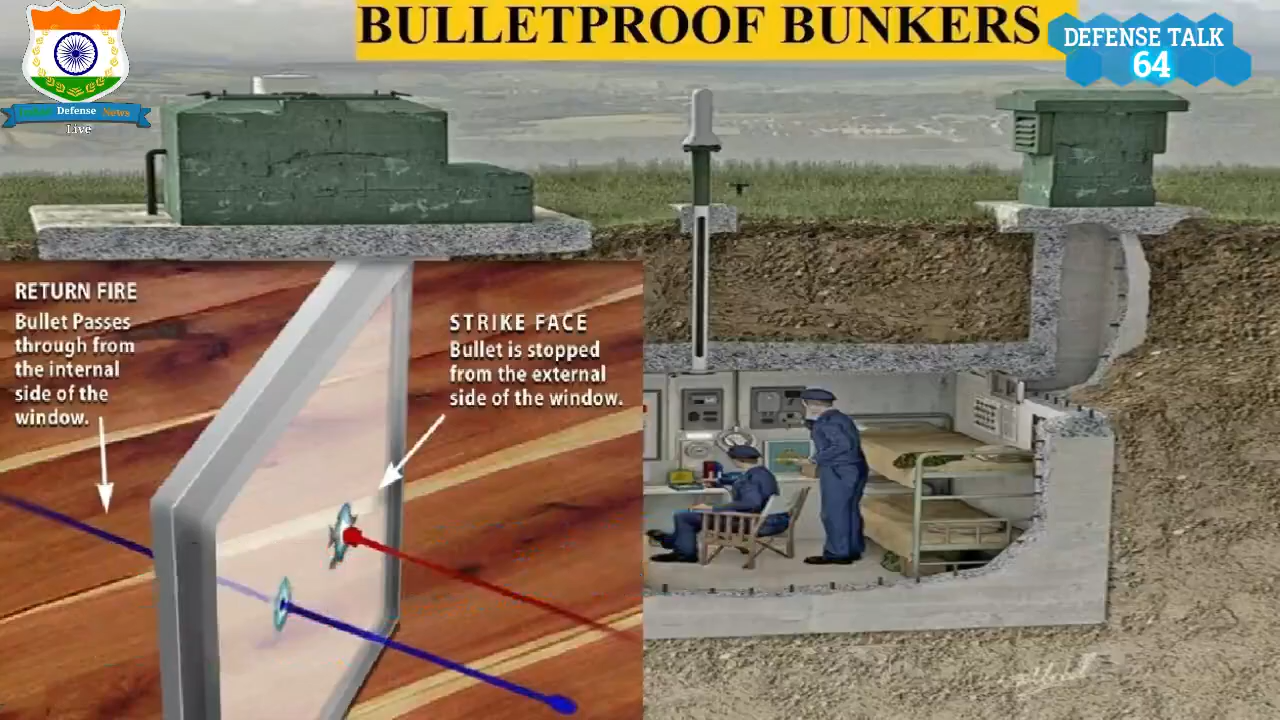 BULLETPROOF BUNKERS
DEFENSE TALK
64
Defense News
Live
RETURN FIRE
Bullet Passes
through from
the internal
side of the
window.
STRIKE FACE
Bullet is stopped
from the external
side of the window.